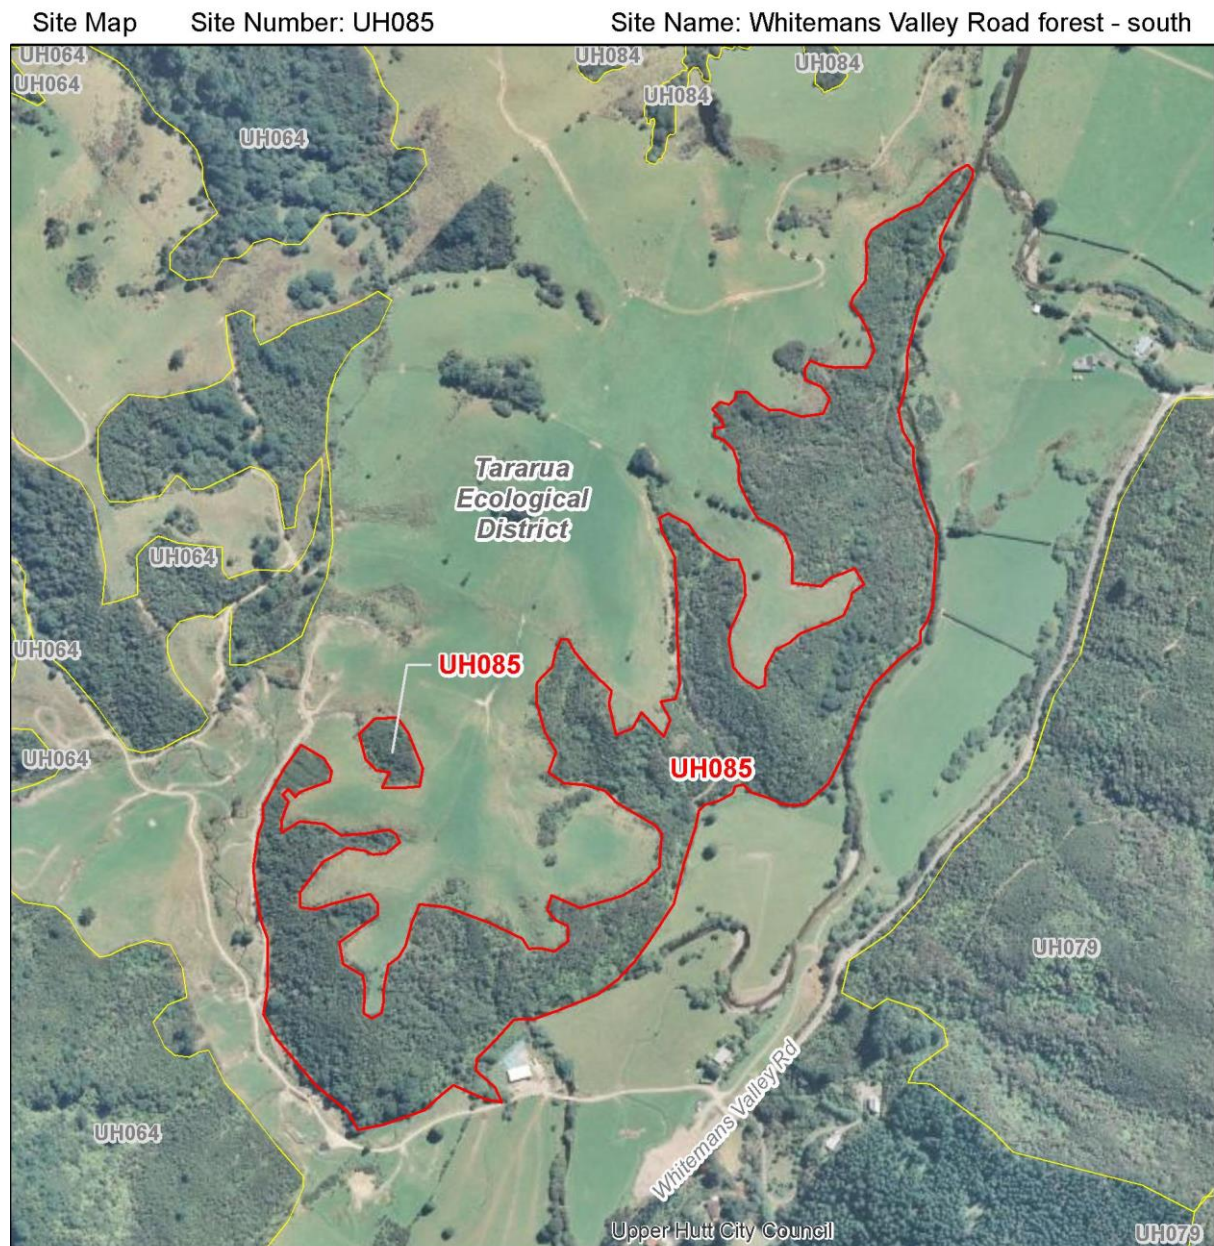 Site Map Site Number: UH085 Site Name: Whitemans Valley Road forest - south
UH064
UH084
UH084
UH064
UH084
UH064
Tararua
Ecological
District
UH064
UH064
UH085
UH064
UH085
UH079
UH064
Whitemans Valley Rd
Upper Hutt City Council
UH079